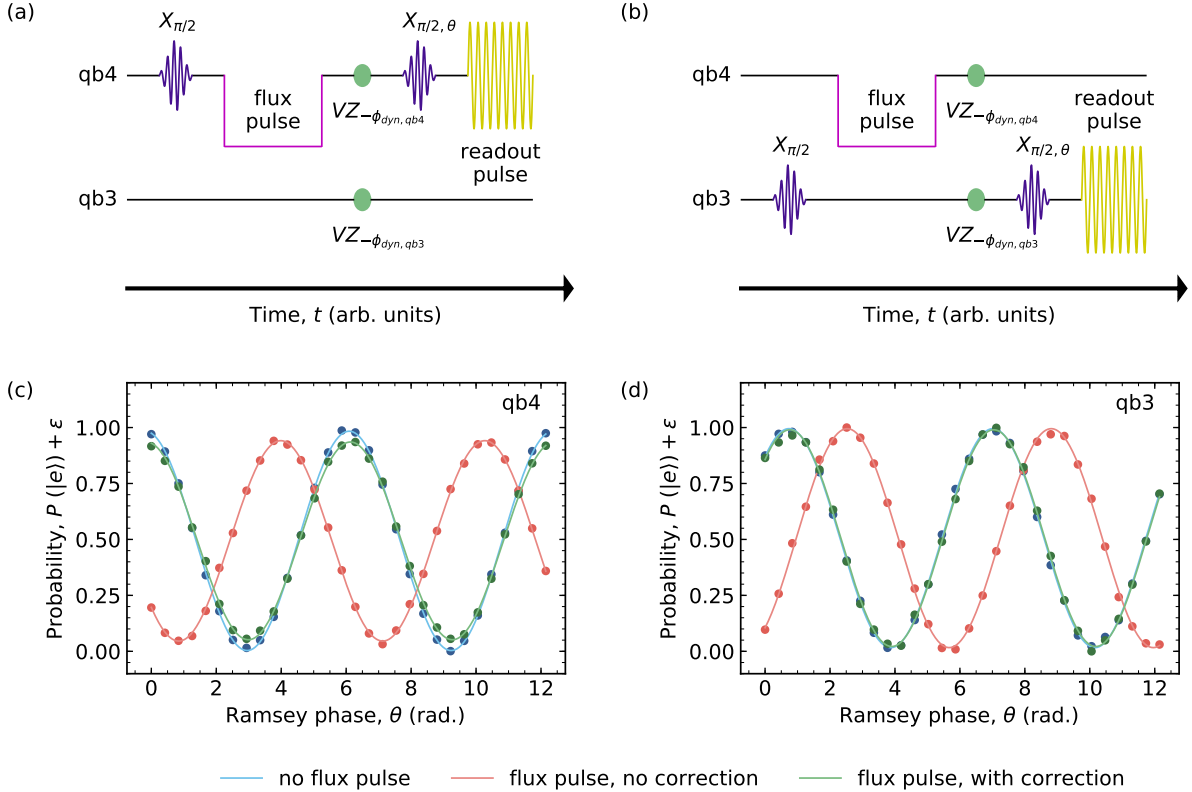 (a)
X_{π/2}
X_{π/2, θ}
qb4
flux
pulse
VZ_{−ϕ_{dyn, qb4}}
readout
pulse
qb3
VZ_{−ϕ_{dyn, qb3}}
Time, t (arb. units)
(b)
qb4
flux
pulse
VZ_{−ϕ_{dyn, qb4}}
readout
pulse
X_{π/2}
X_{π/2, θ}
qb3
VZ_{−ϕ_{dyn, qb3}}
Time, t (arb. units)
(c)
qb4
Probability, P (|e⟩) + ε
1.00
0.75
0.50
0.25
0.00
0 2 4 6 8 10 12
Ramsey phase, θ (rad.)
(d)
qb3
Probability, P (|e⟩) + ε
1.00
0.75
0.50
0.25
0.00
0 2 4 6 8 10 12
Ramsey phase, θ (rad.)
no flux pulse
flux pulse, no correction
flux pulse, with correction